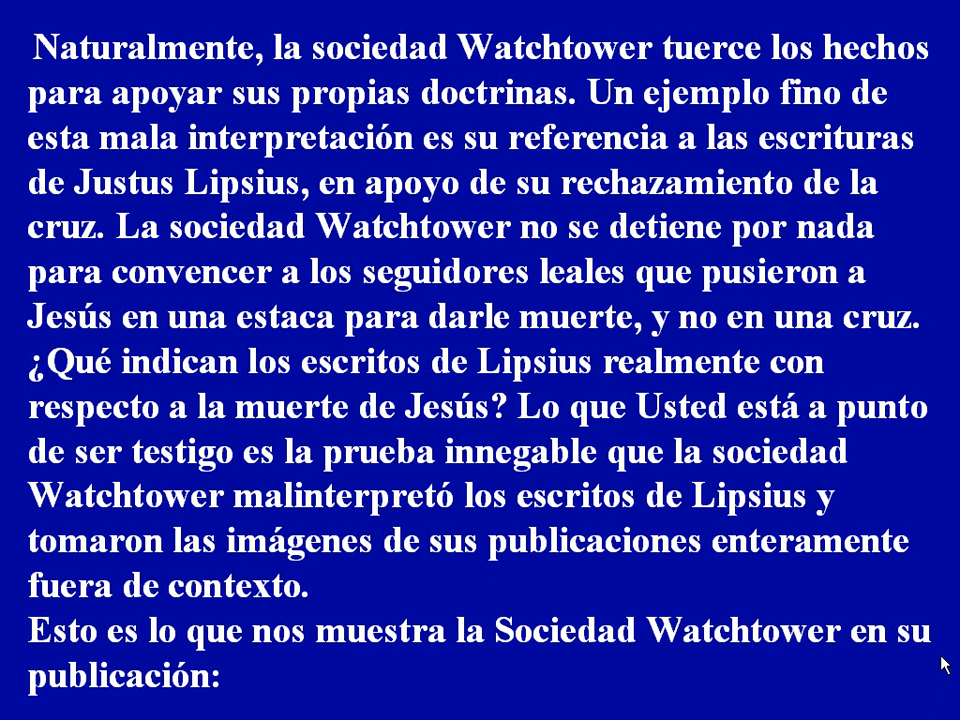 Naturalmente, la sociedad Watchtower tuerce los hechos
para apoyar sus propias doctrinas. Un ejemplo fino de
esta mala interpretación es su referencia a las escrituras
de Justus Lipsius, en apoyo de su rechazamiento de la
cruz. La sociedad Watchtower no se detiene por nada
para convencer a los seguidores leales que pusieron a
Jesús en una estaca para darle muerte, y no en una cruz.
¿Qué indican los escritos de Lipsius realmente con
respecto a la muerte de Jesús? Lo que Usted está a punto
de ser testigo es la prueba innegable que la sociedad
Watchtower malinterpretó los escritos de Lipsius y
tomaron las imágenes de sus publicaciones enteramente
fuera de contexto.
Esto es lo que nos muestra la Sociedad Watchtower en su
publicación: